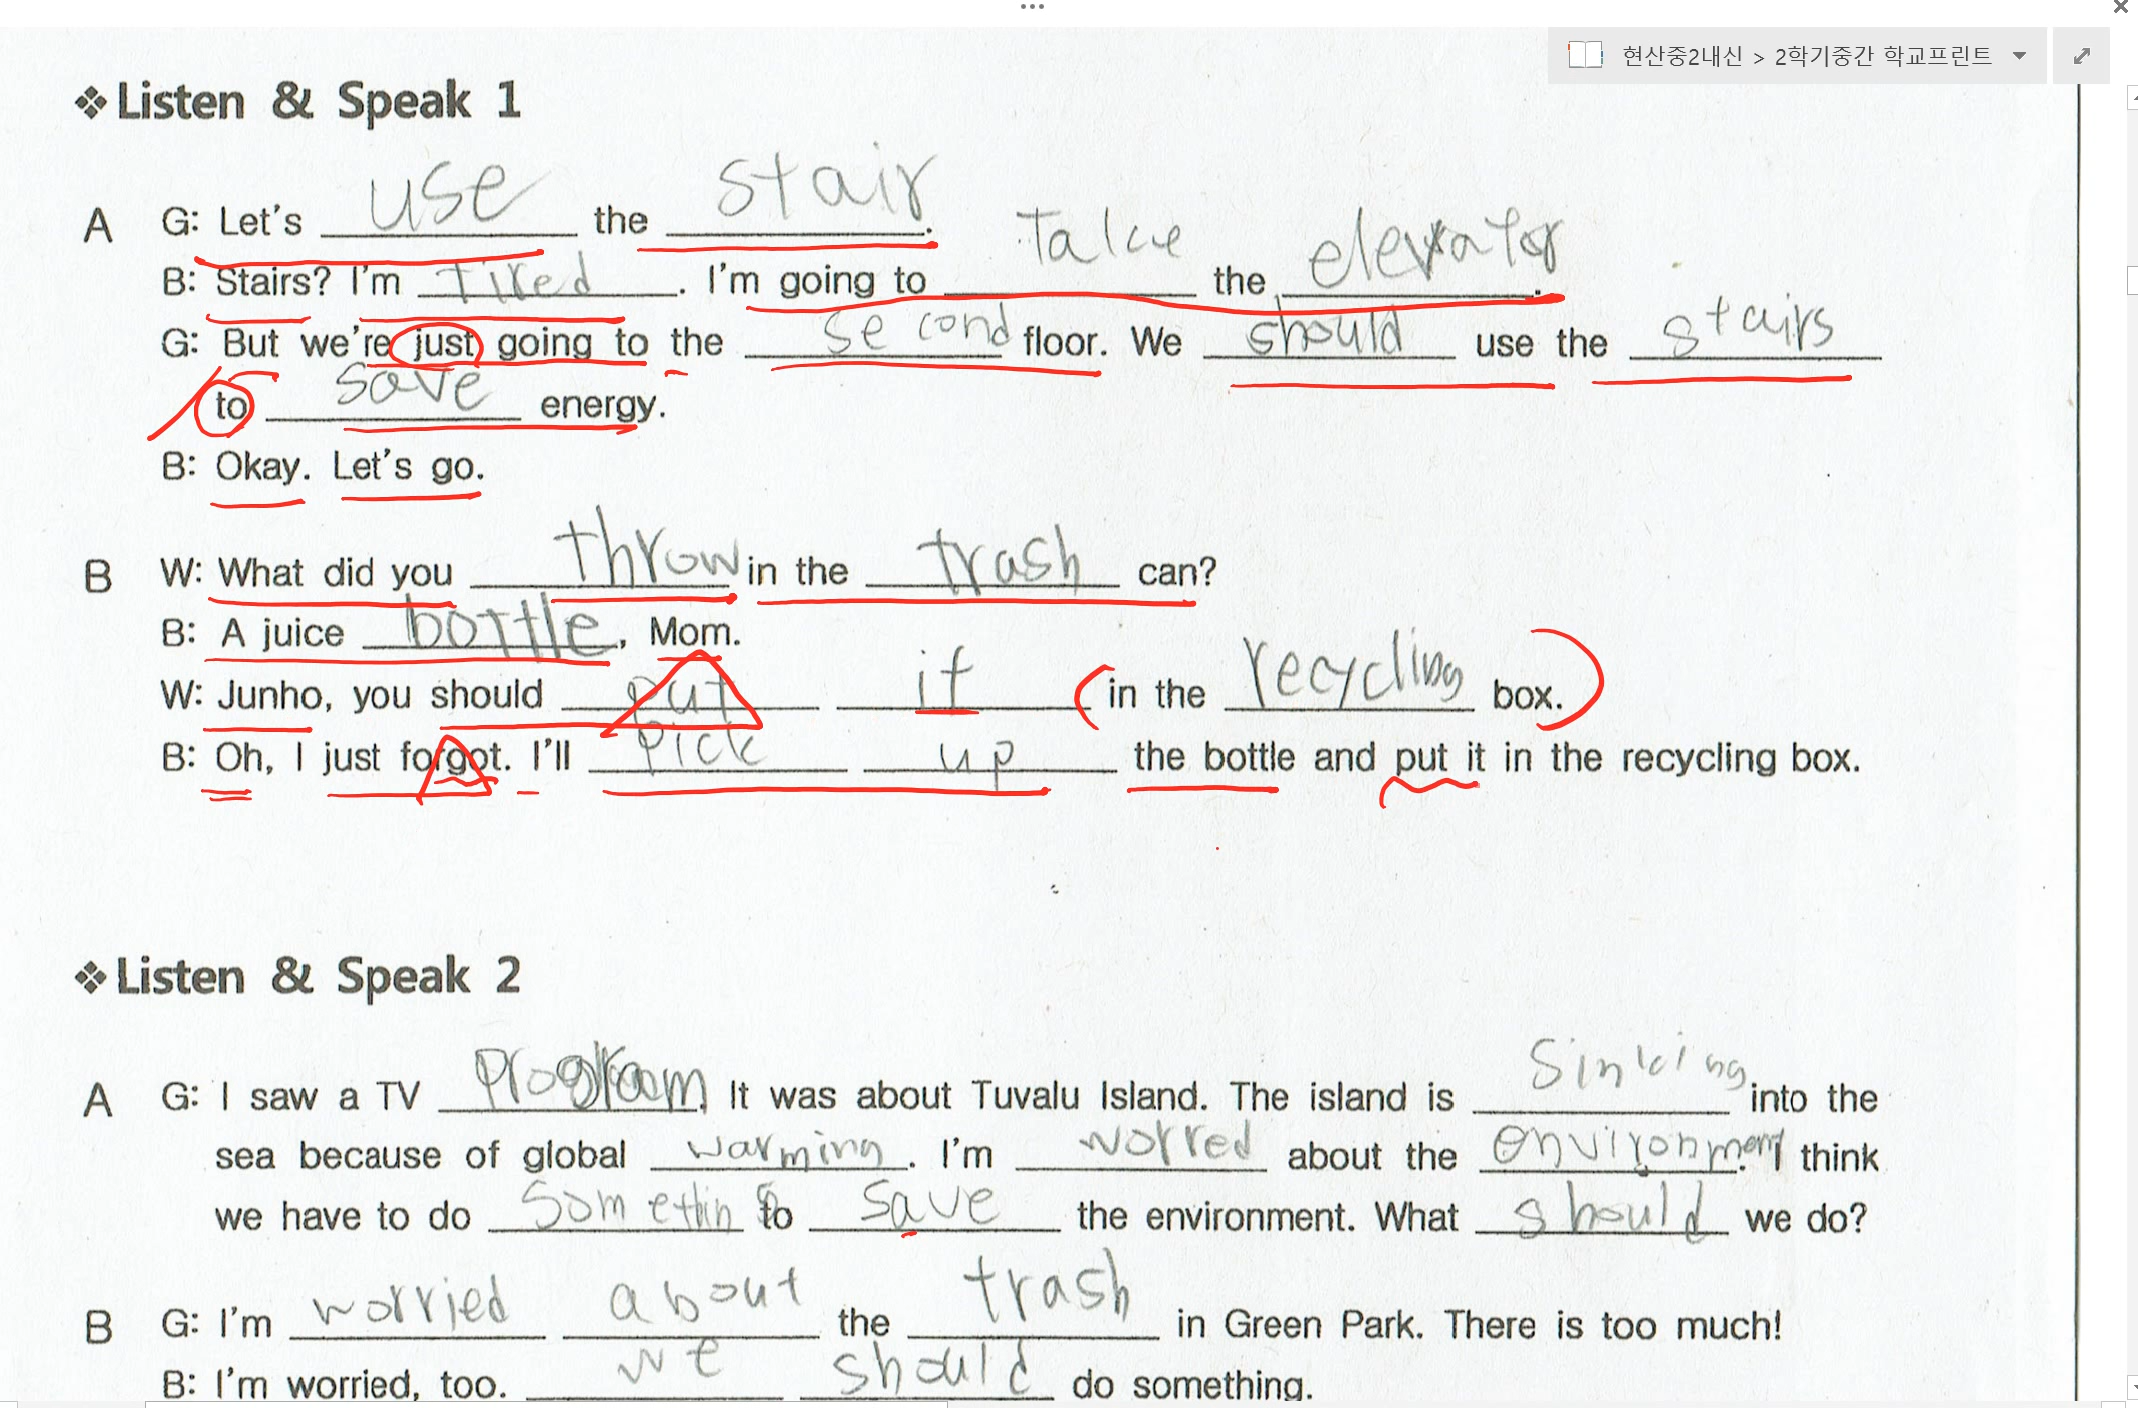 현산중2내신 > 2학기중간 학교프린트
❖Listen & Speak 1
A G: Let's use the stair.
B: Stairs? I'm tired. I'm going to take the elevator.
G: But we're just going to the second floor. We should use the stairs
to save energy.
B: Okay. Let's go.
B W: What did you throw in the trash can?
B: A juice bottle, Mom.
W: Junho, you should put it in the recycling box.
B: Oh, I just forgot. I'll pick up the bottle and put it in the recycling box.
❖Listen & Speak 2
A G: I saw a TV program. It was about Tuvalu Island. The island is sinking into the
sea because of global warming. I'm worred about the environment. I think
we have to do to save the environment. What should we do?
B G: I'm worried about the trash in Green Park. There is too much!
B: I'm worried, too. we should do something.